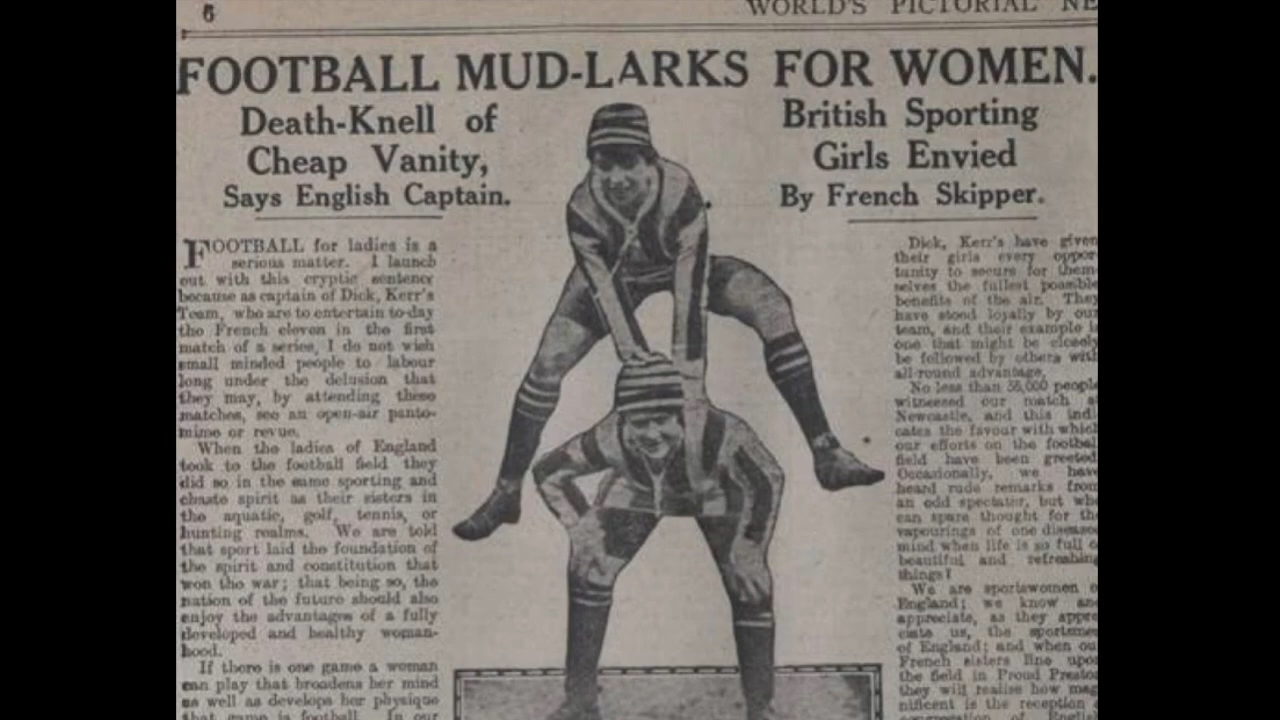 6
WORLD'S PICTORIAL NE
FOOTBALL MUD-LARKS FOR WOMEN.
Death-Knell of
Cheap Vanity,
Says English Captain.
British Sporting
Girls Envied
By French Skipper.
FOOTBALL for ladies is a
serious matter. I launch
out with this cryptic sentence
because as captain of Dick, Kerr's
Team, who are to entertain to-day
the French eleven in the first
match of a series, I do not wish
small minded people to labour
long under the delusion that
they may, by attending these
matches, see an open-air panto-
mime or revue.
When the ladies of England
took to the football field they
did so in the same sporting and
chaste spirit as their sisters in
the aquatic, golf, tennis, or
hunting realms. We are told
that sport laid the foundation of
the spirit and constitution that
won the war; that being so, the
nation of the future should also
enjoy the advantages of a fully
developed and healthy woman-
hood.
If there is one game a woman
can play that broadens her mind
as well as develops her physique
that game is football. In our
Dick, Kerr's have given
their girls every oppor-
tunity to secure for them-
selves the fullest possible
benefits of the air. They
have stood loyally by our
team, and their example is
one that might be closely
be followed by others with
all-round advantage.
No less than 35,000 people
witnessed our match at
Newcastle, and this indi-
cates the favour with which
our efforts on the footbal
field have been greeted.
Occasionally, we have
heard rude remarks from
an odd spectator, but who
can spare thought for the
vapourings of one diseased
mind when life is so full o
beautiful and refreshing
things?
We are sportswomen o
England; we know and
appreciate, as they appre-
ciate us, the sportsmen
of England; and when our
French sisters line upon
the field in Proud Preston
they will realise how mag-
nificent is the reception a
congregation of English